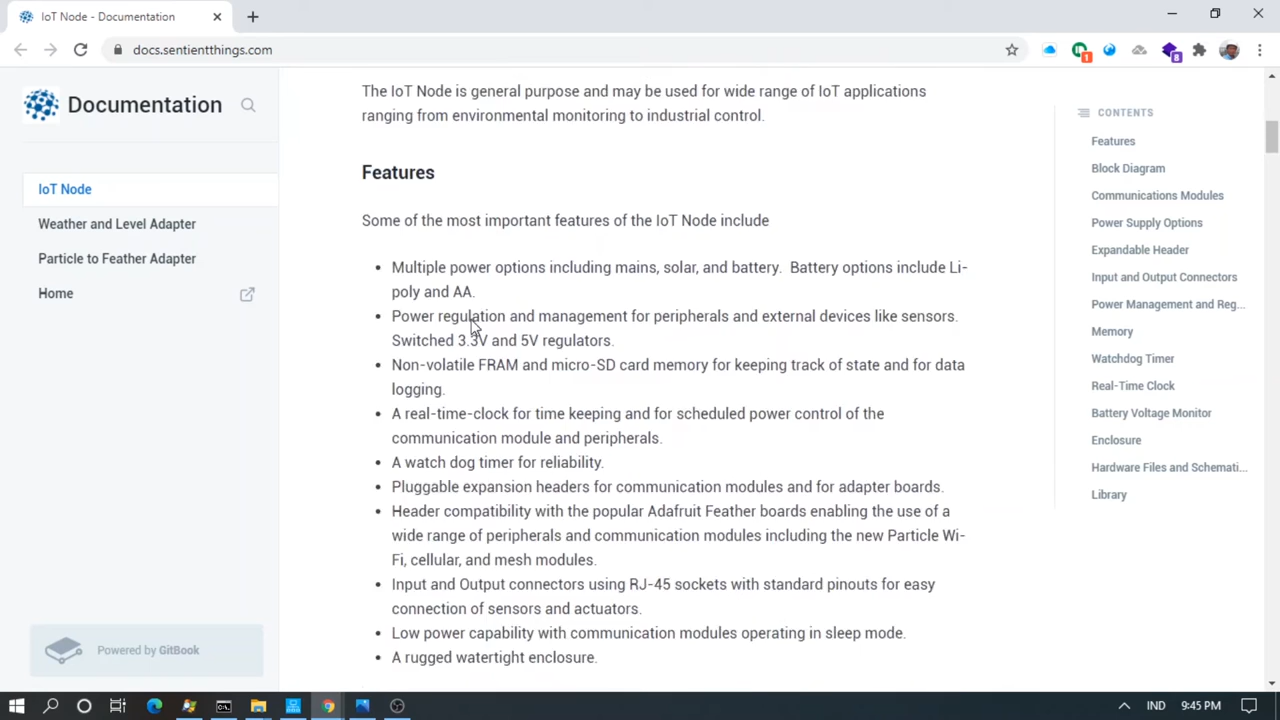 IoT Node - Documentation
docs.sentientthings.com
1
8
Documentation
IoT Node
Weather and Level Adapter
Particle to Feather Adapter
Home
Powered by GitBook
The IoT Node is general purpose and may be used for wide range of IoT applications
ranging from environmental monitoring to industrial control.
Features
Some of the most important features of the IoT Node include
• Multiple power options including mains, solar, and battery. Battery options include Li-
poly and AA.
• Power regulation and management for peripherals and external devices like sensors.
Switched 3.3V and 5V regulators.
• Non-volatile FRAM and micro-SD card memory for keeping track of state and for data
logging.
• A real-time-clock for time keeping and for scheduled power control of the
communication module and peripherals.
• A watch dog timer for reliability.
• Pluggable expansion headers for communication modules and for adapter boards.
• Header compatibility with the popular Adafruit Feather boards enabling the use of a
wide range of peripherals and communication modules including the new Particle Wi-
Fi, cellular, and mesh modules.
• Input and Output connectors using RJ-45 sockets with standard pinouts for easy
connection of sensors and actuators.
• Low power capability with communication modules operating in sleep mode.
• A rugged watertight enclosure.
CONTENTS
Features
Block Diagram
Communications Modules
Power Supply Options
Expandable Header
Input and Output Connectors
Power Management and Reg...
Memory
Watchdog Timer
Real-Time Clock
Battery Voltage Monitor
Enclosure
Hardware Files and Schemati...
Library
IND
9:45 PM